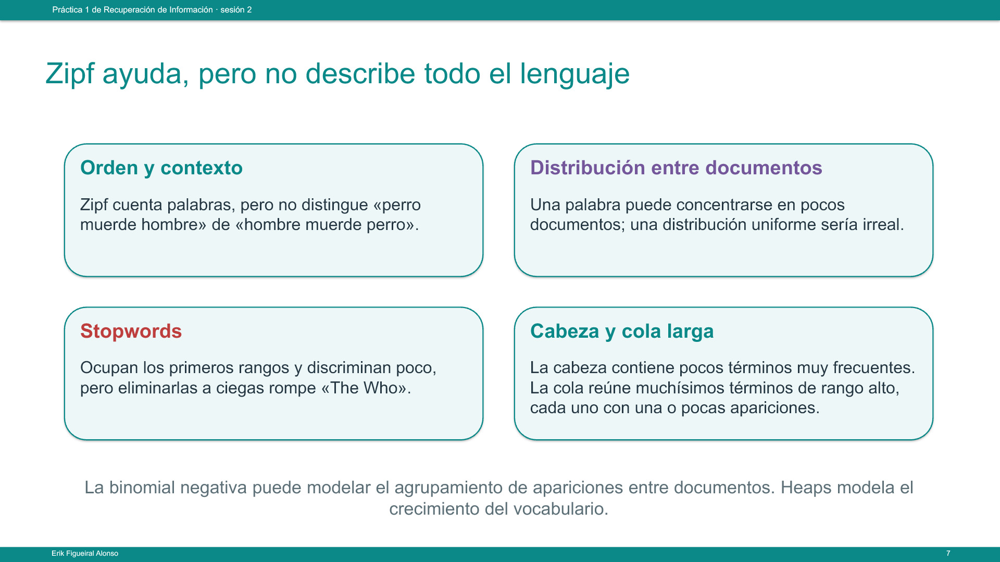 Práctica 1 de Recuperación de Información · sesión 2
Zipf ayuda, pero no describe todo el lenguaje
Orden y contexto
Zipf cuenta palabras, pero no distingue «perro
muerde hombre» de «hombre muerde perro».
Distribución entre documentos
Una palabra puede concentrarse en pocos
documentos; una distribución uniforme sería irreal.
Stopwords
Ocupan los primeros rangos y discriminan poco,
pero eliminarlas a ciegas rompe «The Who».
Cabeza y cola larga
La cabeza contiene pocos términos muy frecuentes.
La cola reúne muchísimos términos de rango alto,
cada uno con una o pocas apariciones.
La binomial negativa puede modelar el agrupamiento de apariciones entre documentos. Heaps modela el
crecimiento del vocabulario.
Erik Figueiral Alonso
7